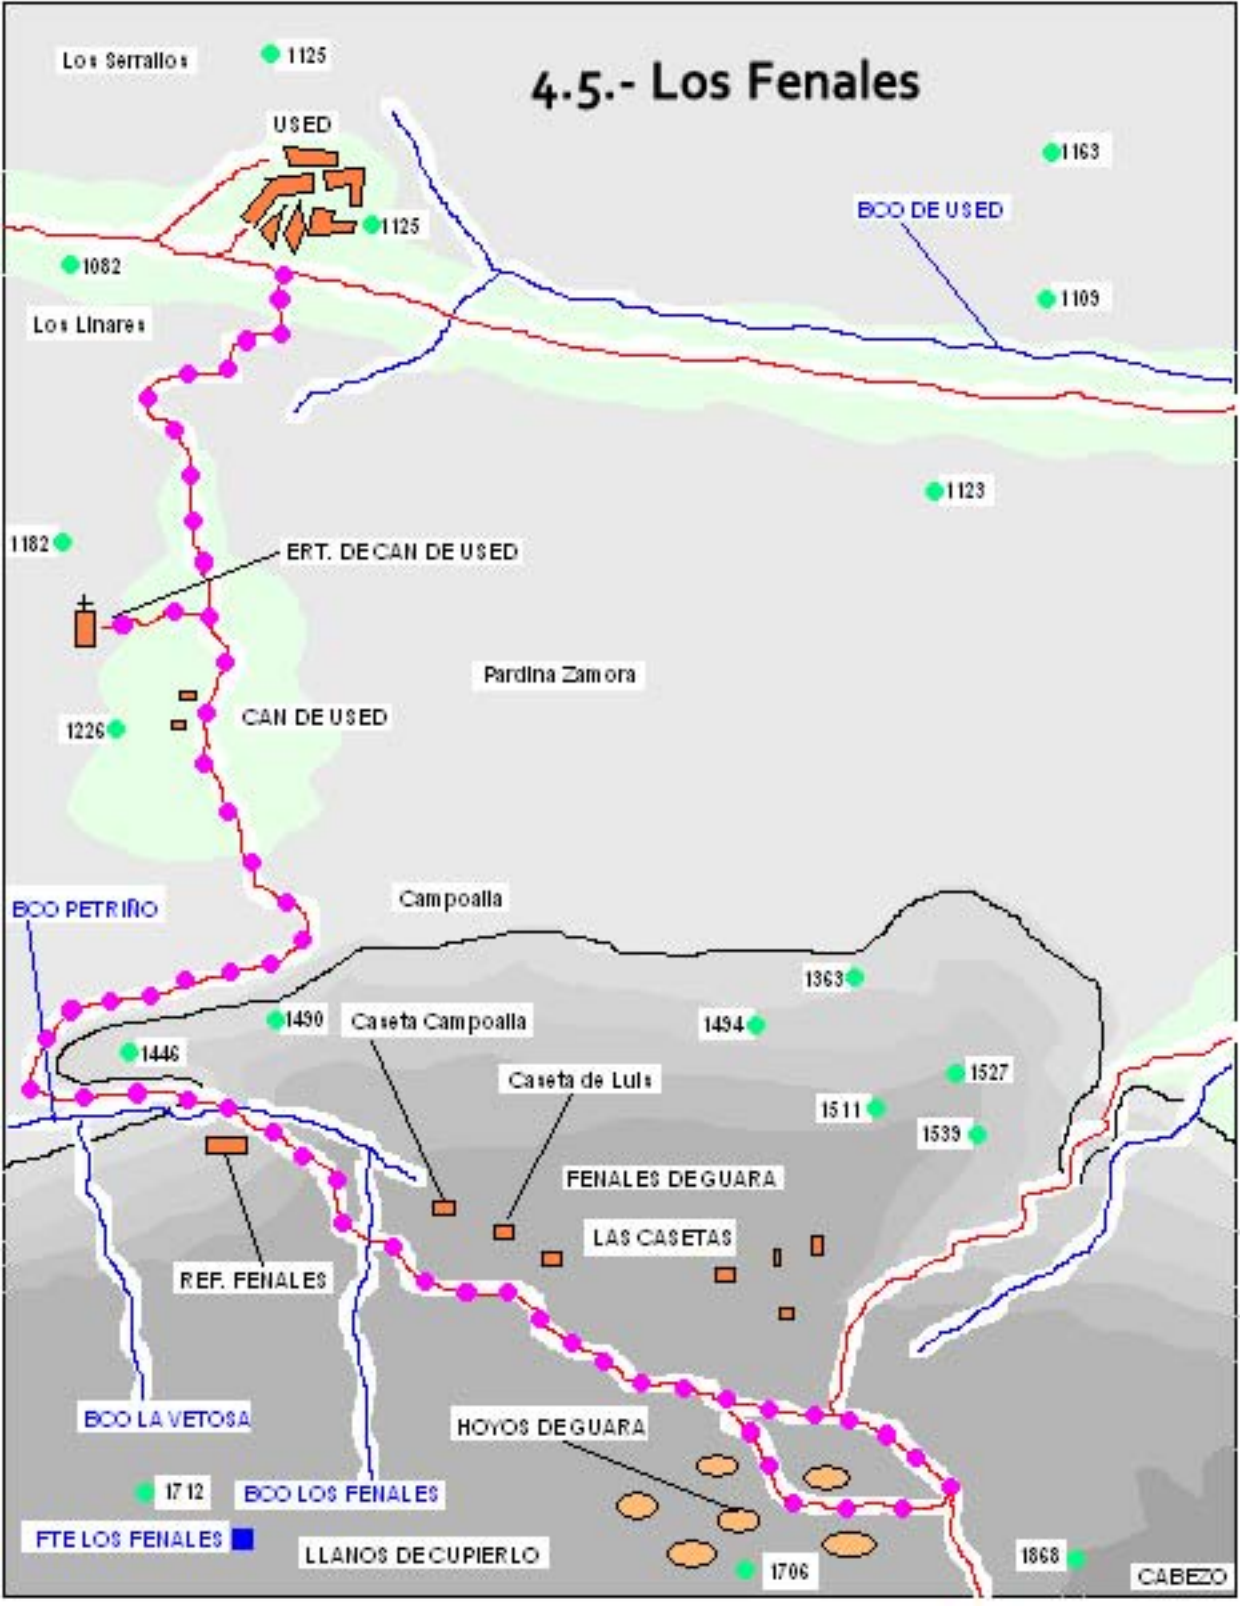 4.5.- Los Fenales
Los Serrallos
1125
USED
1163
BCO DE USED
1125
1082
1109
Los Linares
1123
1182
ERT. DE CAN DE USED
Pardina Zamora
1226
CAN DE USED
Campoalla
BCO PETRIÑO
1363
1490
Caseta Campoalla
1494
1446
Caseta de Luis
1527
1511
1539
FENALES DE GUARA
LAS CASETAS
REF. FENALES
BCO LA VETOSA
HOYOS DE GUARA
1712
BCO LOS FENALES
FTE LOS FENALES
LLANOS DE CUPIERLO
1706
1868
CABEZO